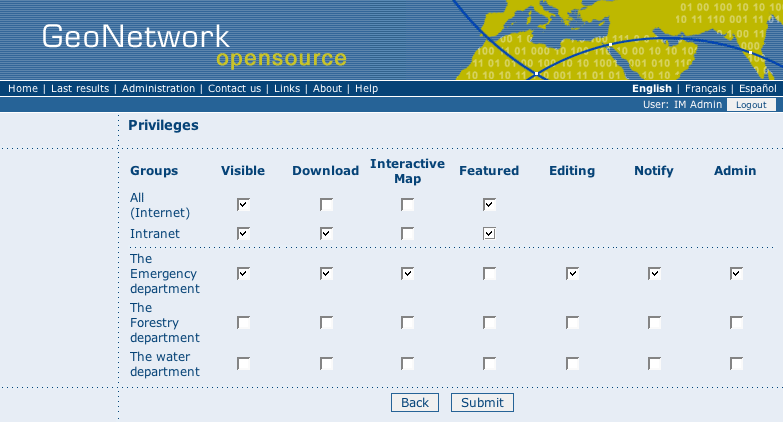 GeoNetwork
opensource
Home | Last results | Administration | Contact us | Links | About | Help
English | Français | Español
User: IM Admin Logout
Privileges
Groups Visible Download Interactive Map Featured Editing Notify Admin
All
(Internet)
Intranet
The
Emergency
department
The
Forestry
department
The water
department
Back Submit